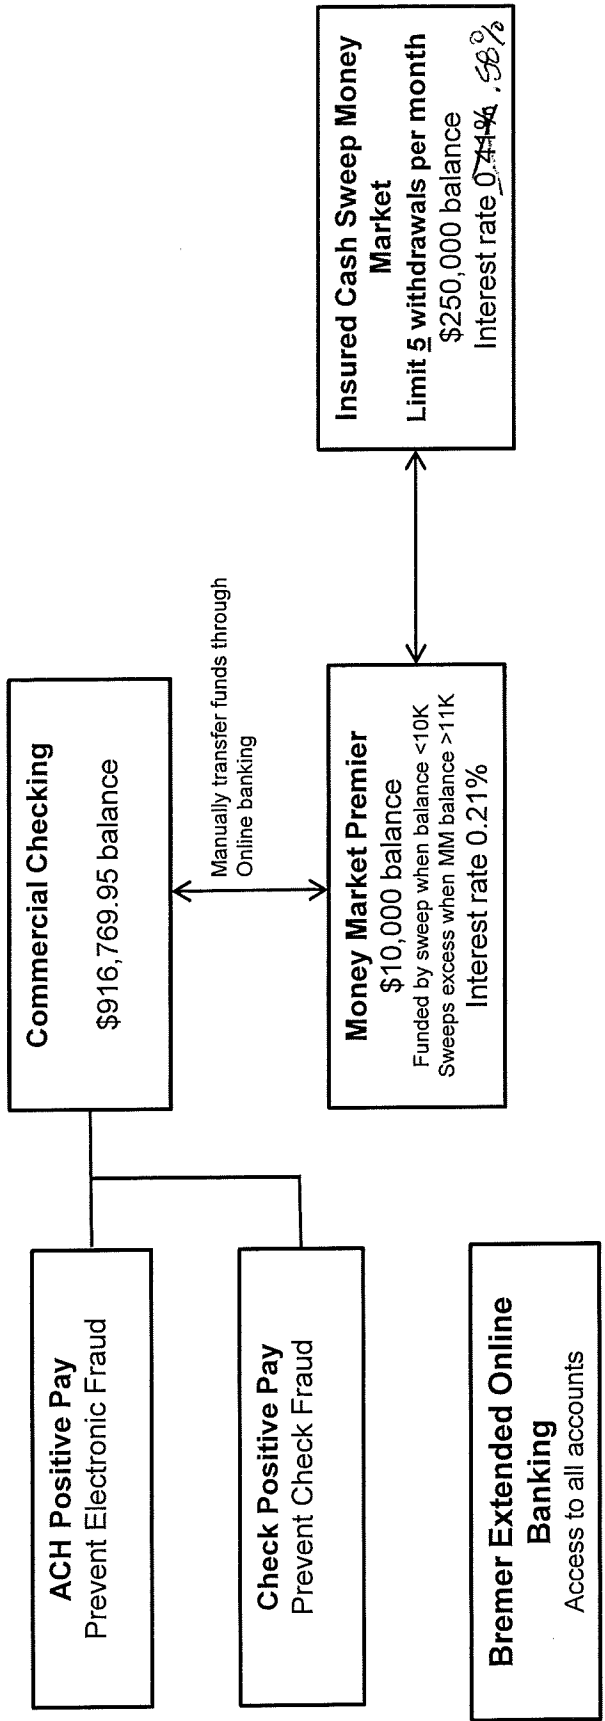 ACH Positive Pay
Prevent Electronic Fraud
Check Positive Pay
Prevent Check Fraud
Bremer Extended Online
Banking
Access to all accounts
Commercial Checking
$916,769.95 balance
Manually transfer funds through
Online banking
Money Market Premier
$10,000 balance
Funded by sweep when balance <10K
Sweeps excess when MM balance >11K
Interest rate 0.21%
Insured Cash Sweep Money
Market
Limit 5 withdrawals per month
$250,000 balance
Interest rate 0.41% .58%